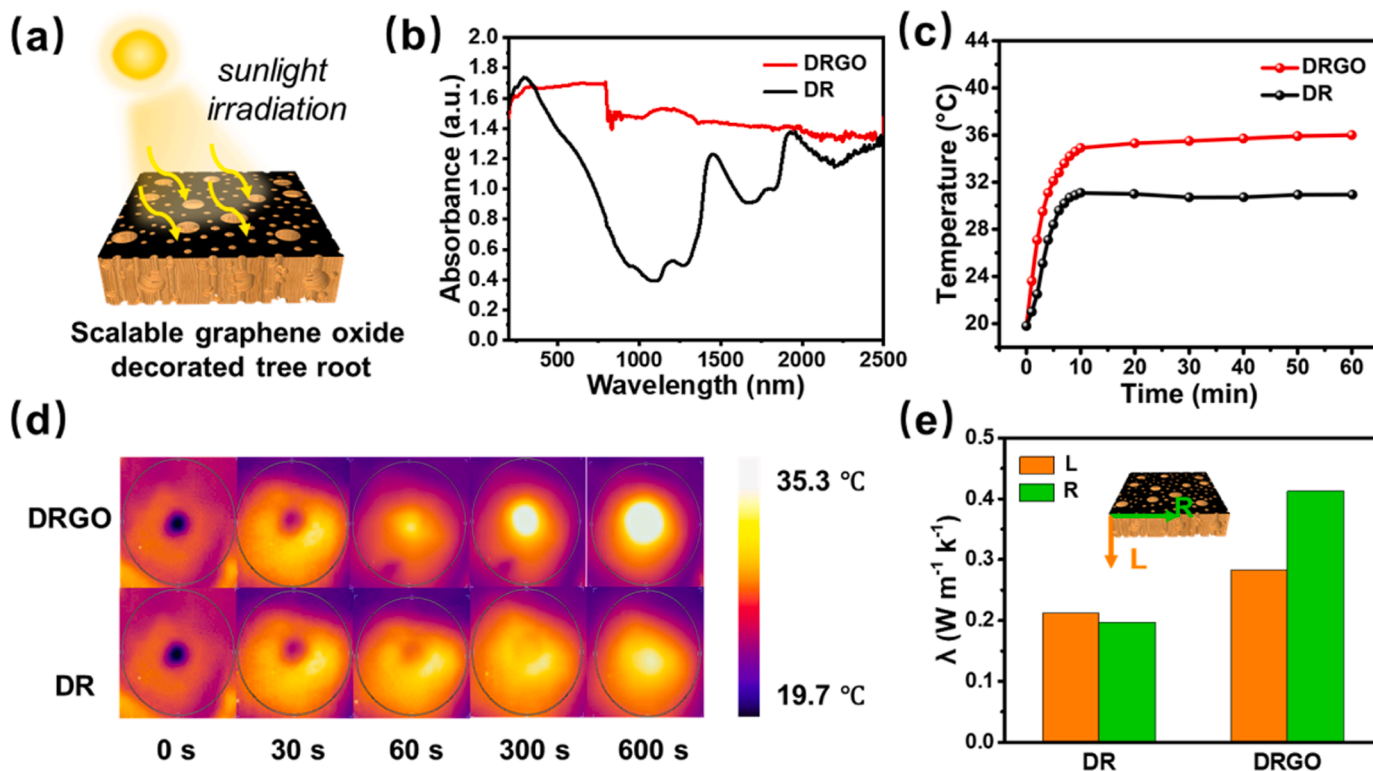 (a)
sunlight
irradiation
Scalable graphene oxide
decorated tree root
(b)
2.0
1.8
1.6
1.4
1.2
1.0
0.8
0.6
0.4
0.2
0.0
Absorbance (a.u.)
DRGO
DR
500
1000
1500
2000
2500
Wavelength (nm)
(c)
44
40
36
32
28
24
20
Temperature (°C)
DRGO
DR
0
10
20
30
40
50
60
Time (min)
(d)
DRGO
DR
0 s
30 s
60 s
300 s
600 s
35.3 ℃
19.7 ℃
(e)
0.5
0.4
0.3
0.2
0.1
0.0
λ (W m⁻¹ k⁻¹)
L
R
R
L
DR
DRGO